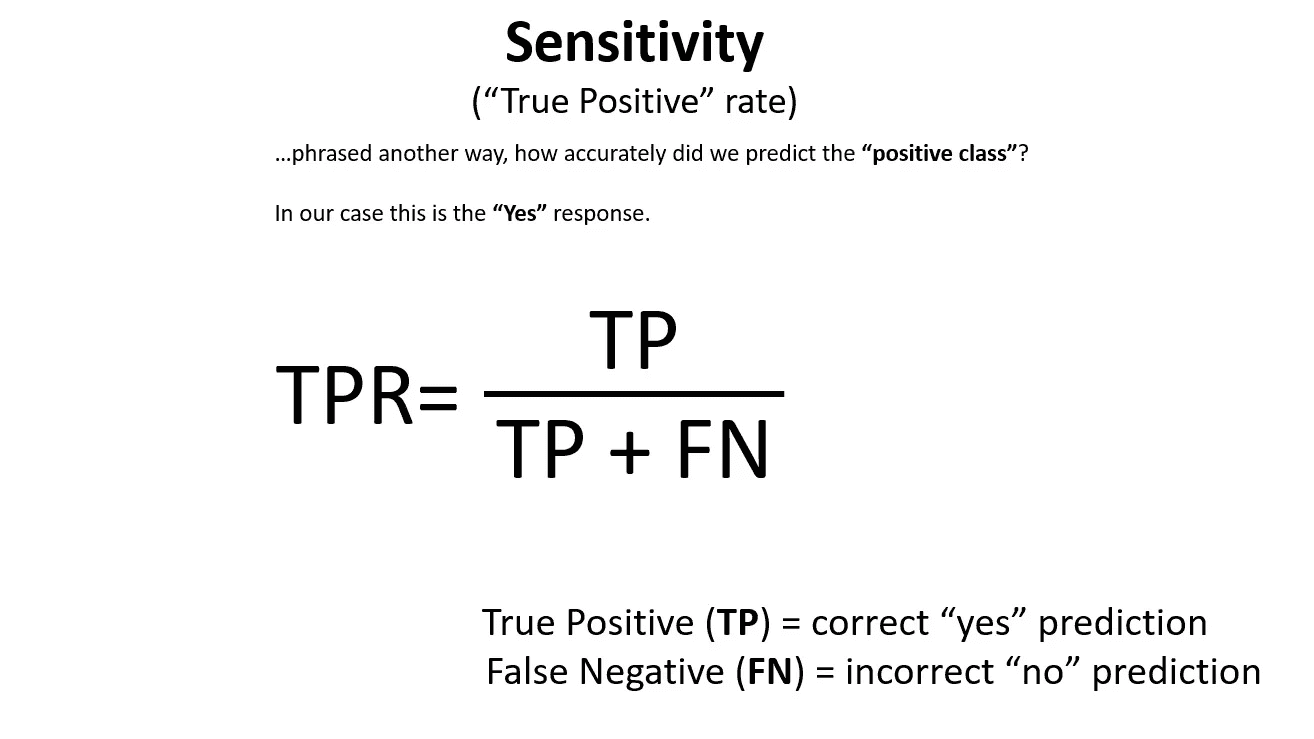 Sensitivity
(“True Positive” rate)
...phrased another way, how accurately did we predict the “positive class”?
In our case this is the “Yes” response.
TPR= TP
TP + FN
True Positive (TP) = correct “yes” prediction
False Negative (FN) = incorrect “no” prediction